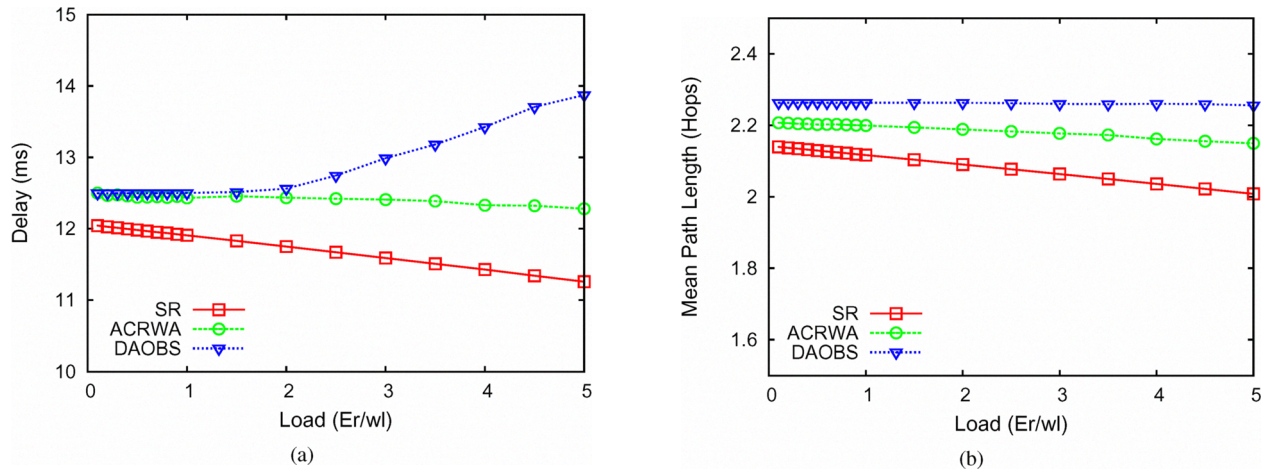 15
14
13
12
11
10
Delay (ms)
SR
ACRWA
DAOBS
0 1 2 3 4 5
Load (Er/wl)
(a)
2.4
2.2
2
1.8
1.6
Mean Path Length (Hops)
SR
ACRWA
DAOBS
0 1 2 3 4 5
Load (Er/wl)
(b)